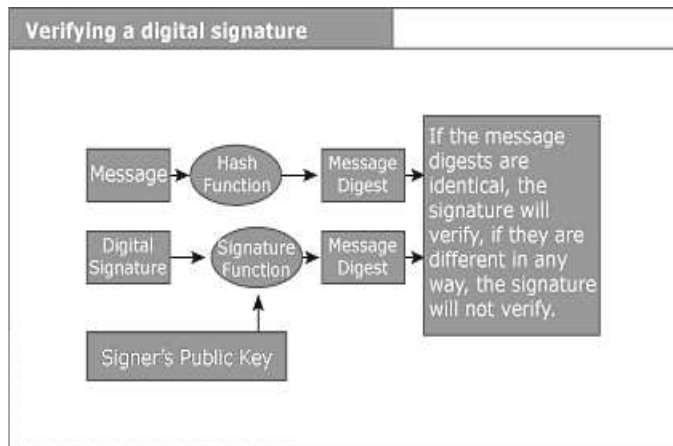 Verifying a digital signature
Message
Hash
Function
Message
Digest
Digital
Signature
Signature
Function
Message
Digest
Signer's Public Key
If the message
digests are
identical, the
signature will
verify, if they are
different in any
way, the signature
will not verify.